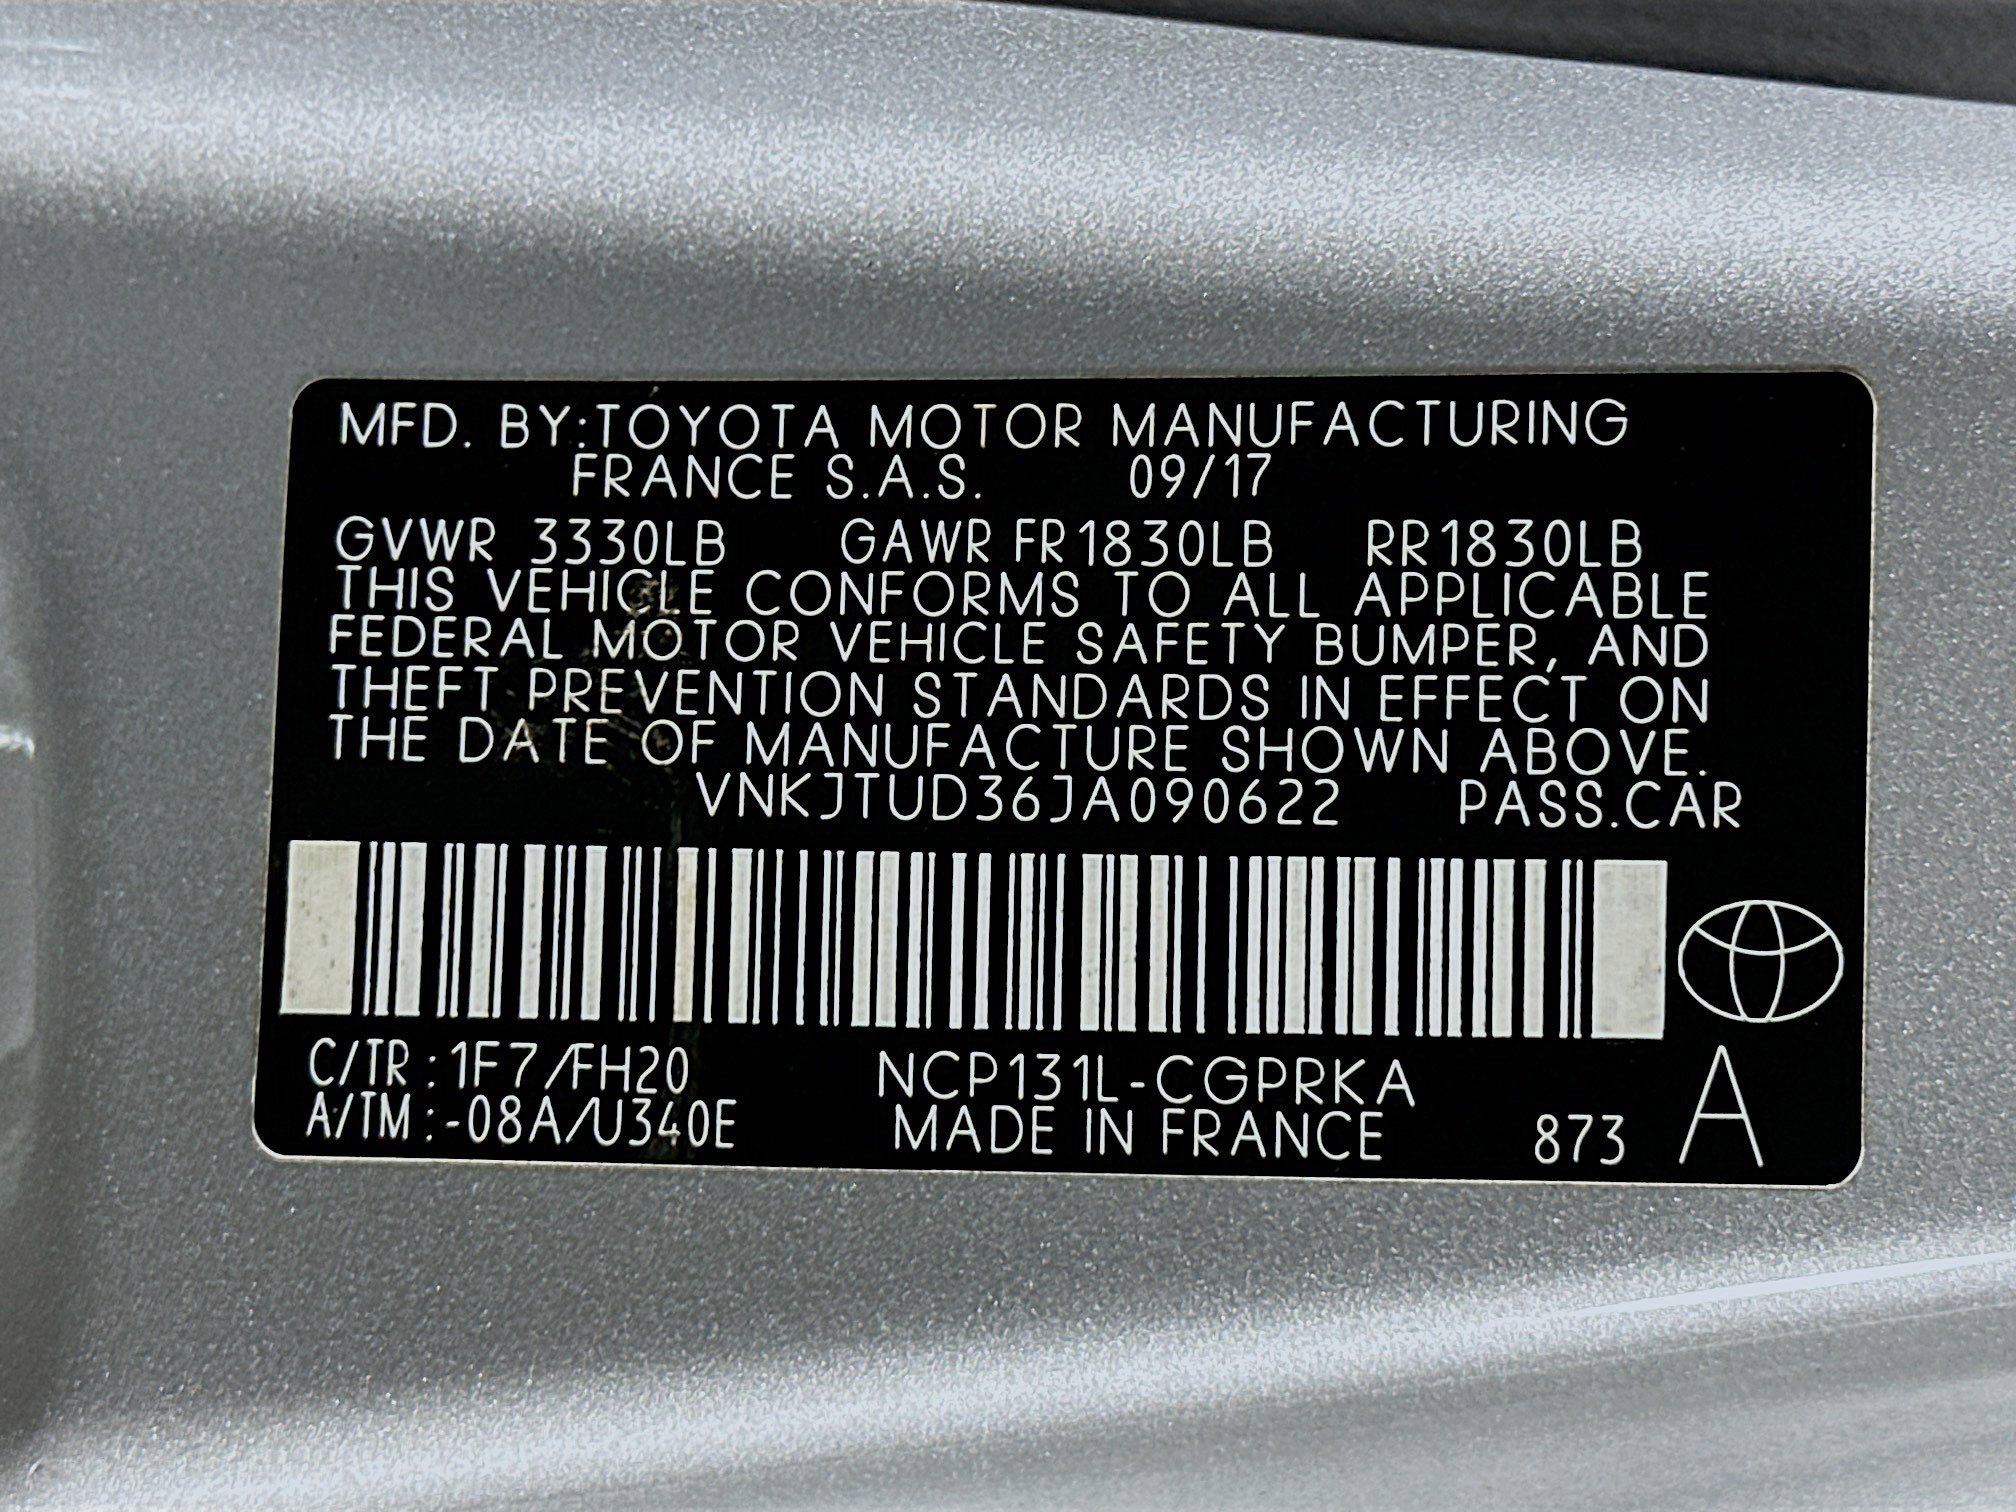 MFD. BY:TOYOTA MOTOR MANUFACTURING
FRANCE S.A.S. 09/17
GVWR 3330LB GAWR FR1830LB RR1830LB
THIS VEHICLE CONFORMS TO ALL APPLICABLE
FEDERAL MOTOR VEHICLE SAFETY BUMPER, AND
THEFT PREVENTION STANDARDS IN EFFECT ON
THE DATE OF MANUFACTURE SHOWN ABOVE.
VNKJTUD36JA090622 PASS.CAR
C/TR:1F7/FH20 NCP131L-CGPRKA
A/TM:-08A/U340E MADE IN FRANCE 873 A